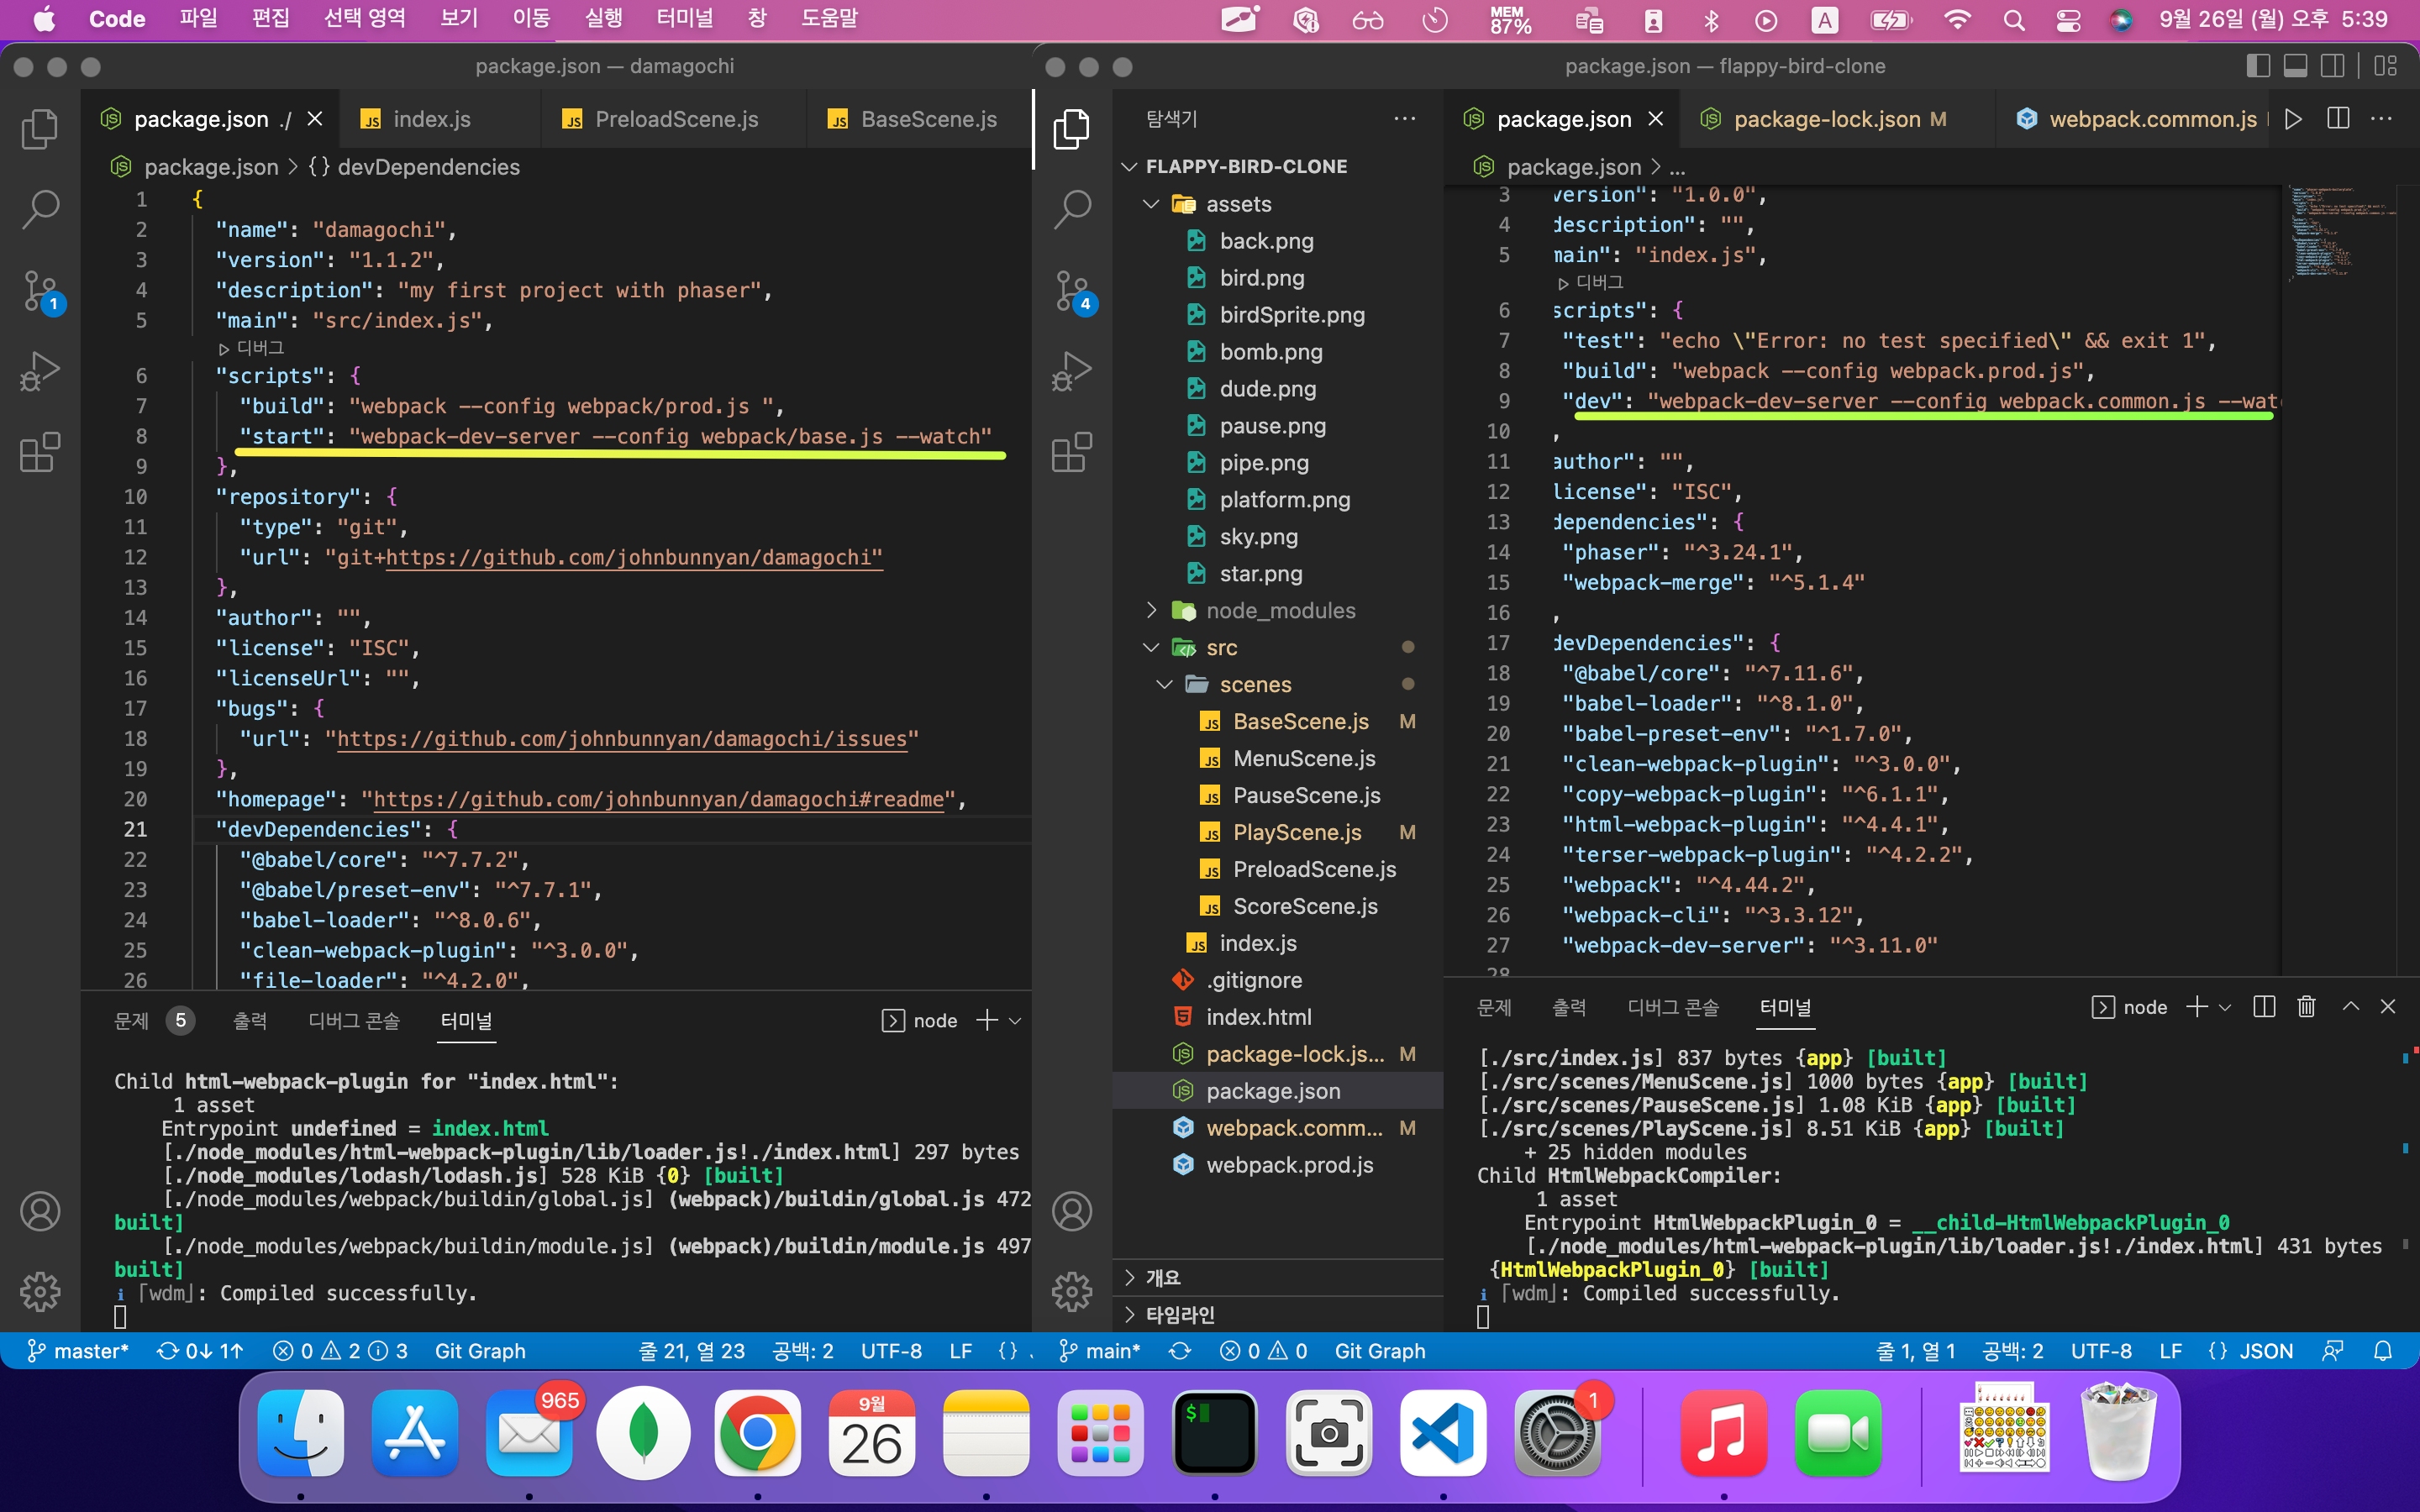 Code 파일 편집 선택 영역 보기 이동 실행 터미널 창 도움말
MEM
87%
A
9월 26일 (월) 오후 5:39
package.json — damagochi
package.json ./
index.js
PreloadScene.js
BaseScene.js
package.json > {} devDependencies
1 {
2 "name": "damagochi",
3 "version": "1.1.2",
4 "description": "my first project with phaser",
5 "main": "src/index.js",
디버그
6 "scripts": {
7 "build": "webpack --config webpack/prod.js ",
8 "start": "webpack-dev-server --config webpack/base.js --watch"
9 },
10 "repository": {
11 "type": "git",
12 "url": "git+https://github.com/johnbunnyan/damagochi"
13 },
14 "author": "",
15 "license": "ISC",
16 "licenseUrl": "",
17 "bugs": {
18 "url": "https://github.com/johnbunnyan/damagochi/issues"
19 },
20 "homepage": "https://github.com/johnbunnyan/damagochi#readme",
21 "devDependencies": {
22 "@babel/core": "^7.7.2",
23 "@babel/preset-env": "^7.7.1",
24 "babel-loader": "^8.0.6",
25 "clean-webpack-plugin": "^3.0.0",
26 "file-loader": "^4.2.0",
1
문제 5 출력 디버그 콘솔 터미널
node
Child html-webpack-plugin for "index.html":
1 asset
Entrypoint undefined = index.html
[./node_modules/html-webpack-plugin/lib/loader.js!./index.html] 297 bytes
[./node_modules/lodash/lodash.js] 528 KiB {0} [built]
[./node_modules/webpack/buildin/global.js] (webpack)/buildin/global.js 472
built]
[./node_modules/webpack/buildin/module.js] (webpack)/buildin/module.js 497
built]
ℹ ｢wdm｣: Compiled successfully.
master* 0↓ 1↑ 0 2 3 Git Graph 줄 21, 열 23 공백: 2 UTF-8 LF {}
package.json — flappy-bird-clone
탐색기 ...
FLAPPY-BIRD-CLONE
assets
back.png
bird.png
birdSprite.png
bomb.png
dude.png
pause.png
pipe.png
platform.png
sky.png
star.png
node_modules
src
scenes
BaseScene.js M
MenuScene.js
PauseScene.js
PlayScene.js M
PreloadScene.js
ScoreScene.js
index.js
.gitignore
index.html
package-lock.js... M
package.json
webpack.comm... M
webpack.prod.js
개요
타임라인
4
package.json
package-lock.json M
webpack.common.js
package.json > ...
3 version": "1.0.0",
4 description": "",
5 main": "index.js",
디버그
6 scripts": {
7 "test": "echo \"Error: no test specified\" && exit 1",
8 "build": "webpack --config webpack.prod.js",
9 "dev": "webpack-dev-server --config webpack.common.js --wat
10 ,
11 author": "",
12 license": "ISC",
13 dependencies": {
14 "phaser": "^3.24.1",
15 "webpack-merge": "^5.1.4"
16 ,
17 devDependencies": {
18 "@babel/core": "^7.11.6",
19 "babel-loader": "^8.1.0",
20 "babel-preset-env": "^1.7.0",
21 "clean-webpack-plugin": "^3.0.0",
22 "copy-webpack-plugin": "^6.1.1",
23 "html-webpack-plugin": "^4.4.1",
24 "terser-webpack-plugin": "^4.2.2",
25 "webpack": "^4.44.2",
26 "webpack-cli": "^3.3.12",
27 "webpack-dev-server": "^3.11.0"
28
문제 출력 디버그 콘솔 터미널
node
[./src/index.js] 837 bytes {app} [built]
[./src/scenes/MenuScene.js] 1000 bytes {app} [built]
[./src/scenes/PauseScene.js] 1.08 KiB {app} [built]
[./src/scenes/PlayScene.js] 8.51 KiB {app} [built]
+ 25 hidden modules
Child HtmlWebpackCompiler:
1 asset
Entrypoint HtmlWebpackPlugin_0 = __child-HtmlWebpackPlugin_0
[./node_modules/html-webpack-plugin/lib/loader.js!./index.html] 431 bytes
{HtmlWebpackPlugin_0} [built]
ℹ ｢wdm｣: Compiled successfully.
main* 0 0 Git Graph 줄 1, 열 1 공백: 2 UTF-8 LF {} JSON
965
9월
26
$
1